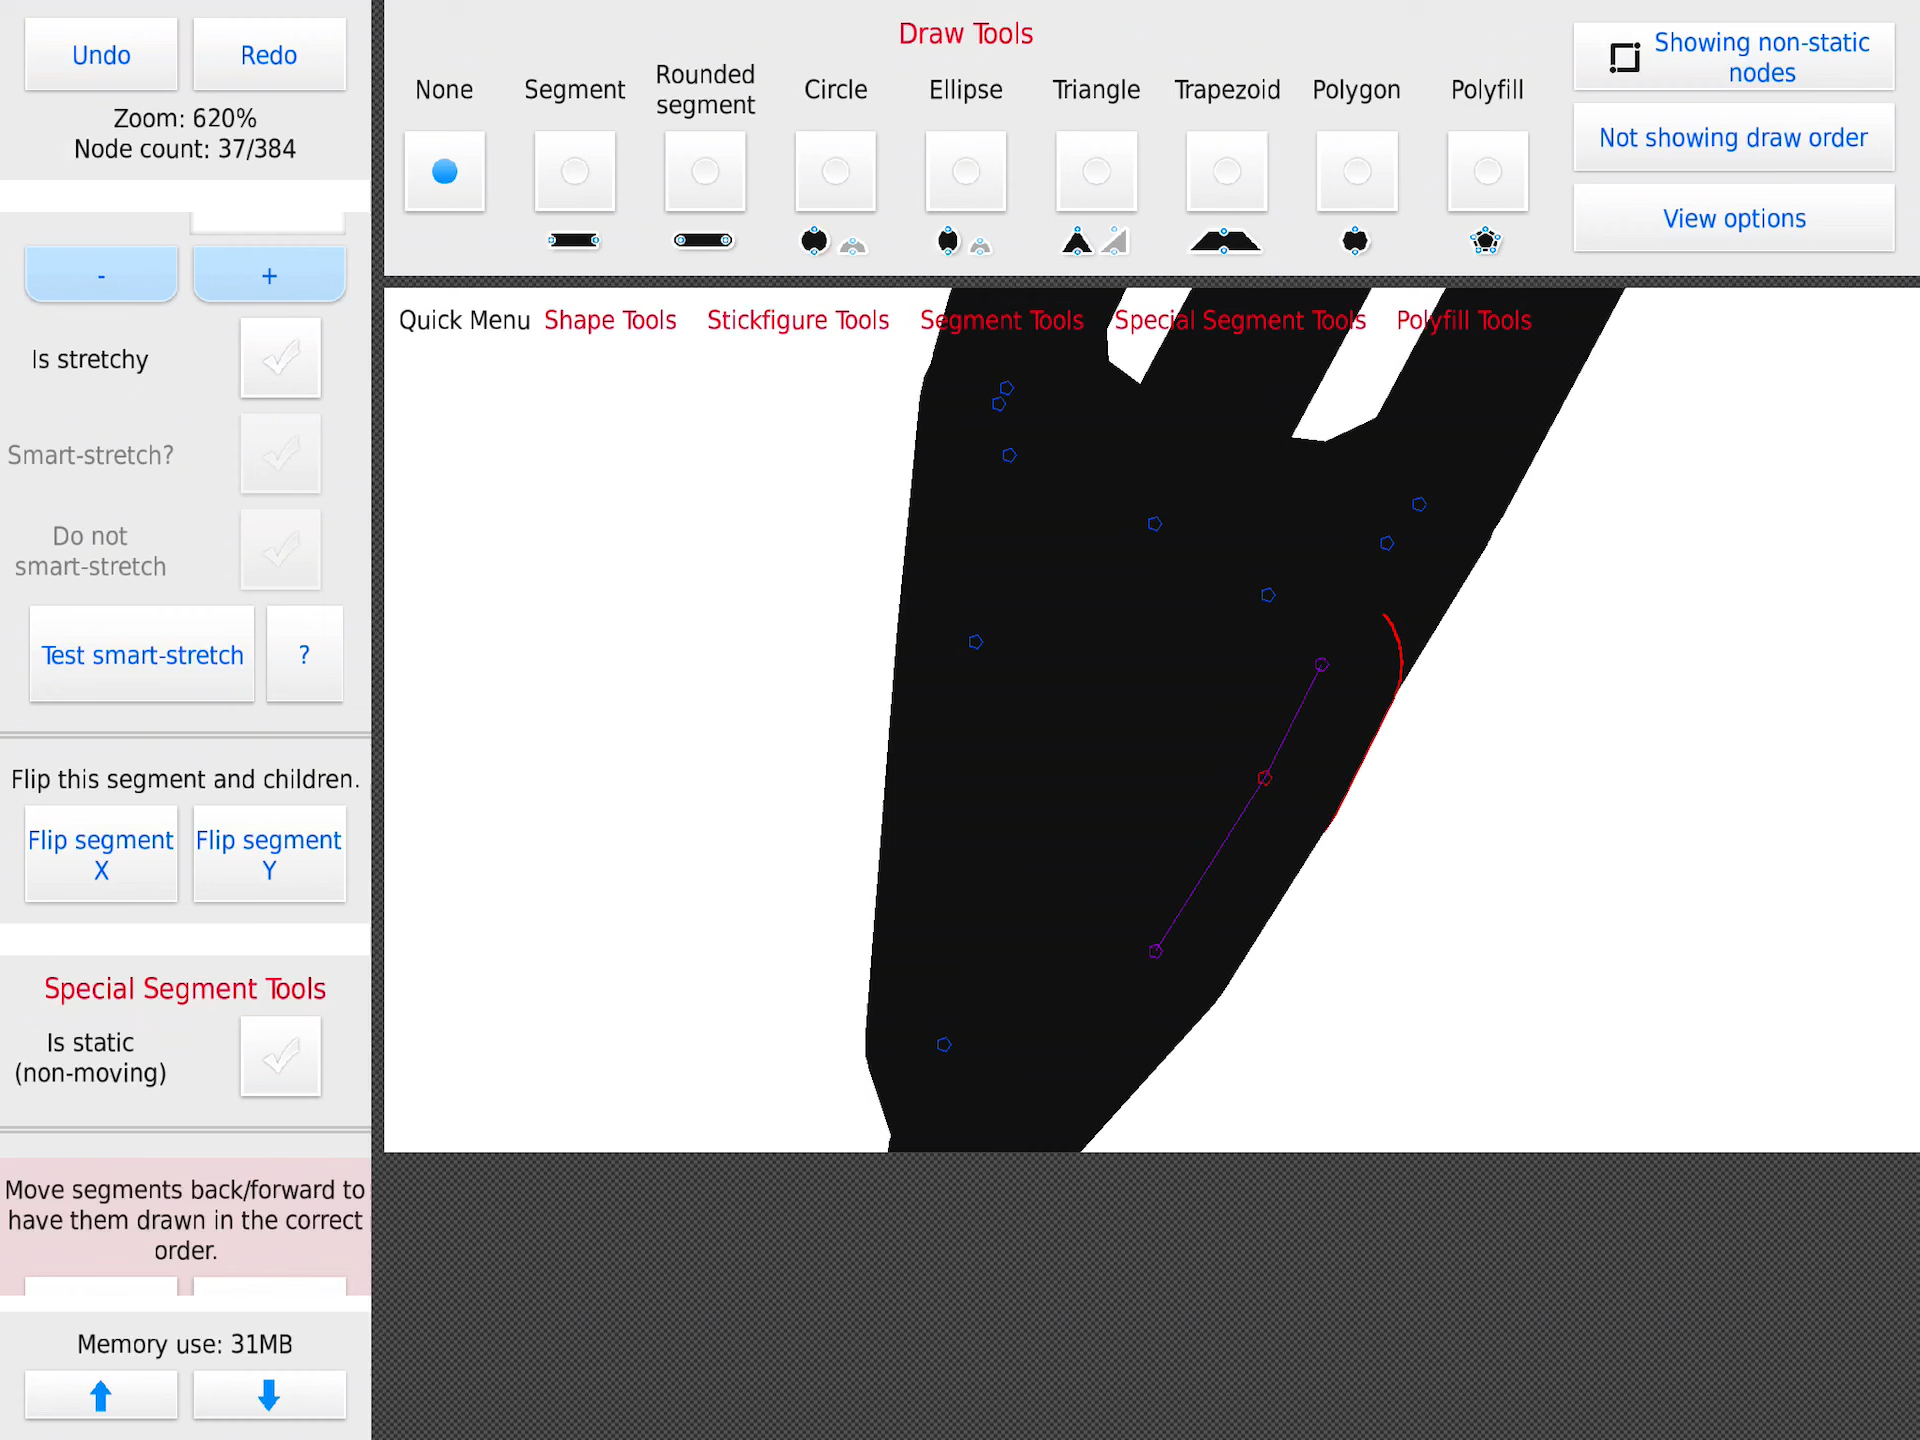 Undo
Redo
Zoom: 620%
Node count: 37/384
-
+
Is stretchy
Smart-stretch?
Do not
smart-stretch
Test smart-stretch
?
Flip this segment and children.
Flip segment
X
Flip segment
Y
Special Segment Tools
Is static
(non-moving)
Move segments back/forward to
have them drawn in the correct
order.
Memory use: 31MB
Draw Tools
None
Segment
Rounded
segment
Circle
Ellipse
Triangle
Trapezoid
Polygon
Polyfill
Showing non-static
nodes
Not showing draw order
View options
Quick Menu
Shape Tools
Stickfigure Tools
Segment Tools
Special Segment Tools
Polyfill Tools